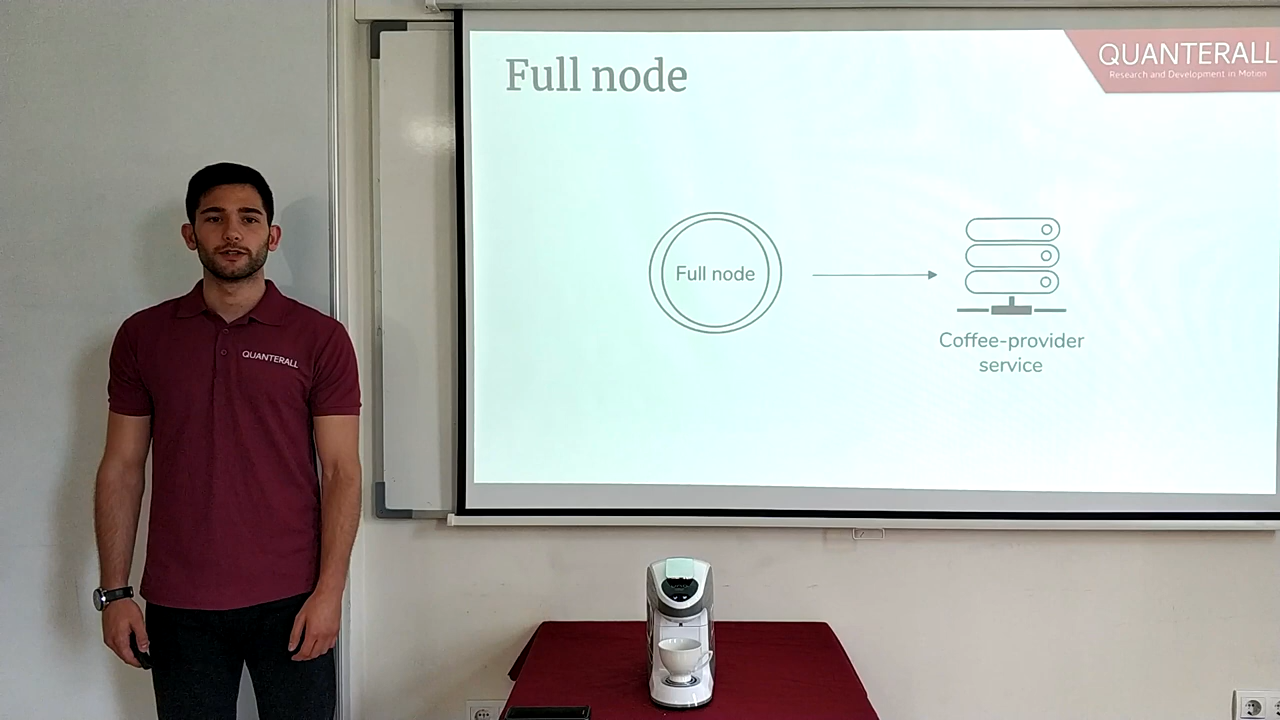 Full node
QUANTERALL
Research and Development in Motion
Full node
Coffee-provider
service
QUANTERALL